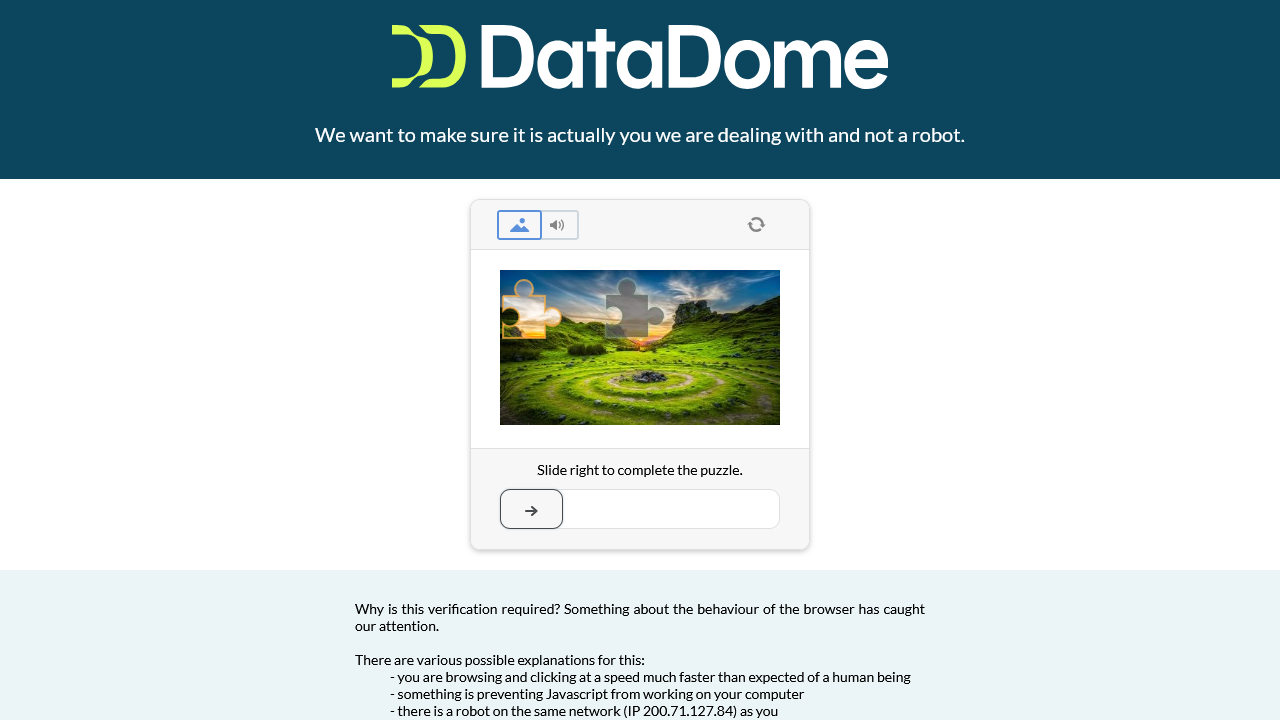 DataDome
We want to make sure it is actually you we are dealing with and not a robot.
Slide right to complete the puzzle.
Why is this verification required? Something about the behaviour of the browser has caught
our attention.
There are various possible explanations for this:
- you are browsing and clicking at a speed much faster than expected of a human being
- something is preventing Javascript from working on your computer
- there is a robot on the same network (IP 200.71.127.84) as you